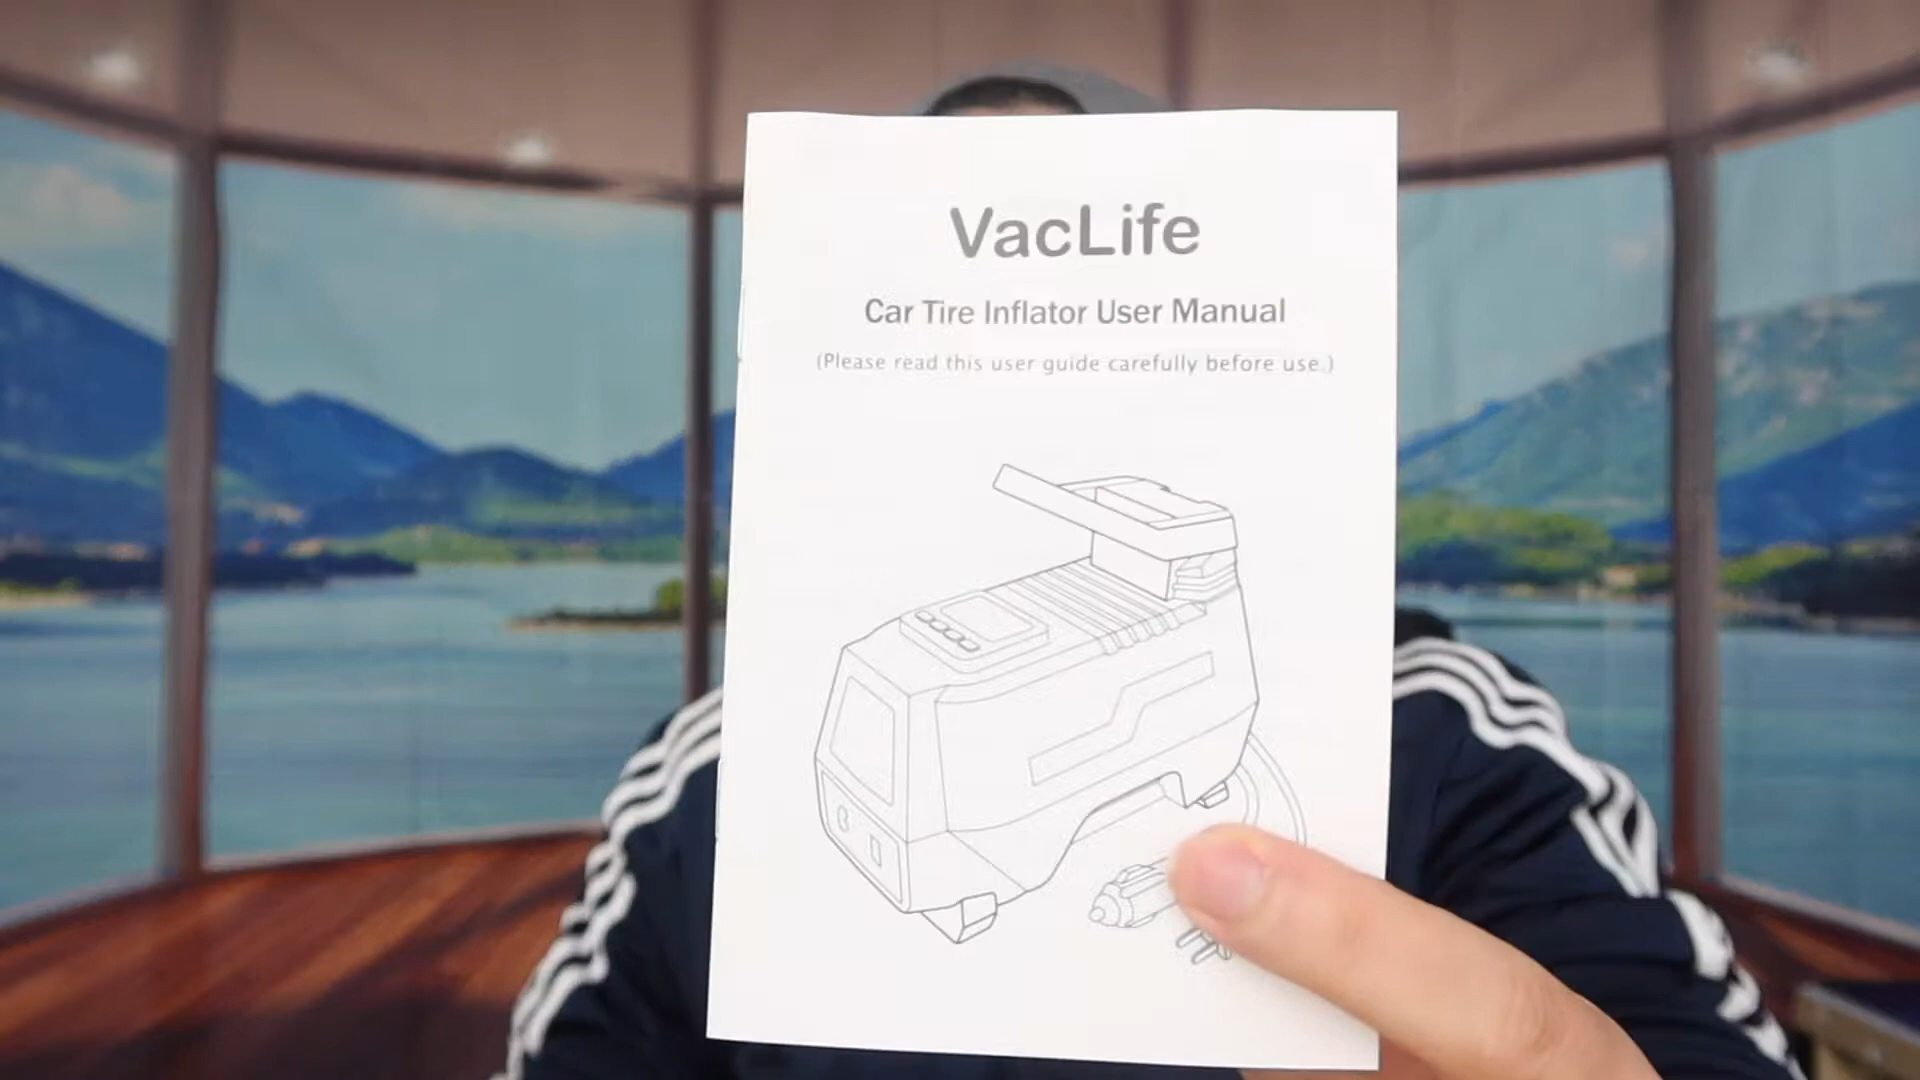 VacLife
Car Tire Inflator User Manual
(Please read this user guide carefully before use.)